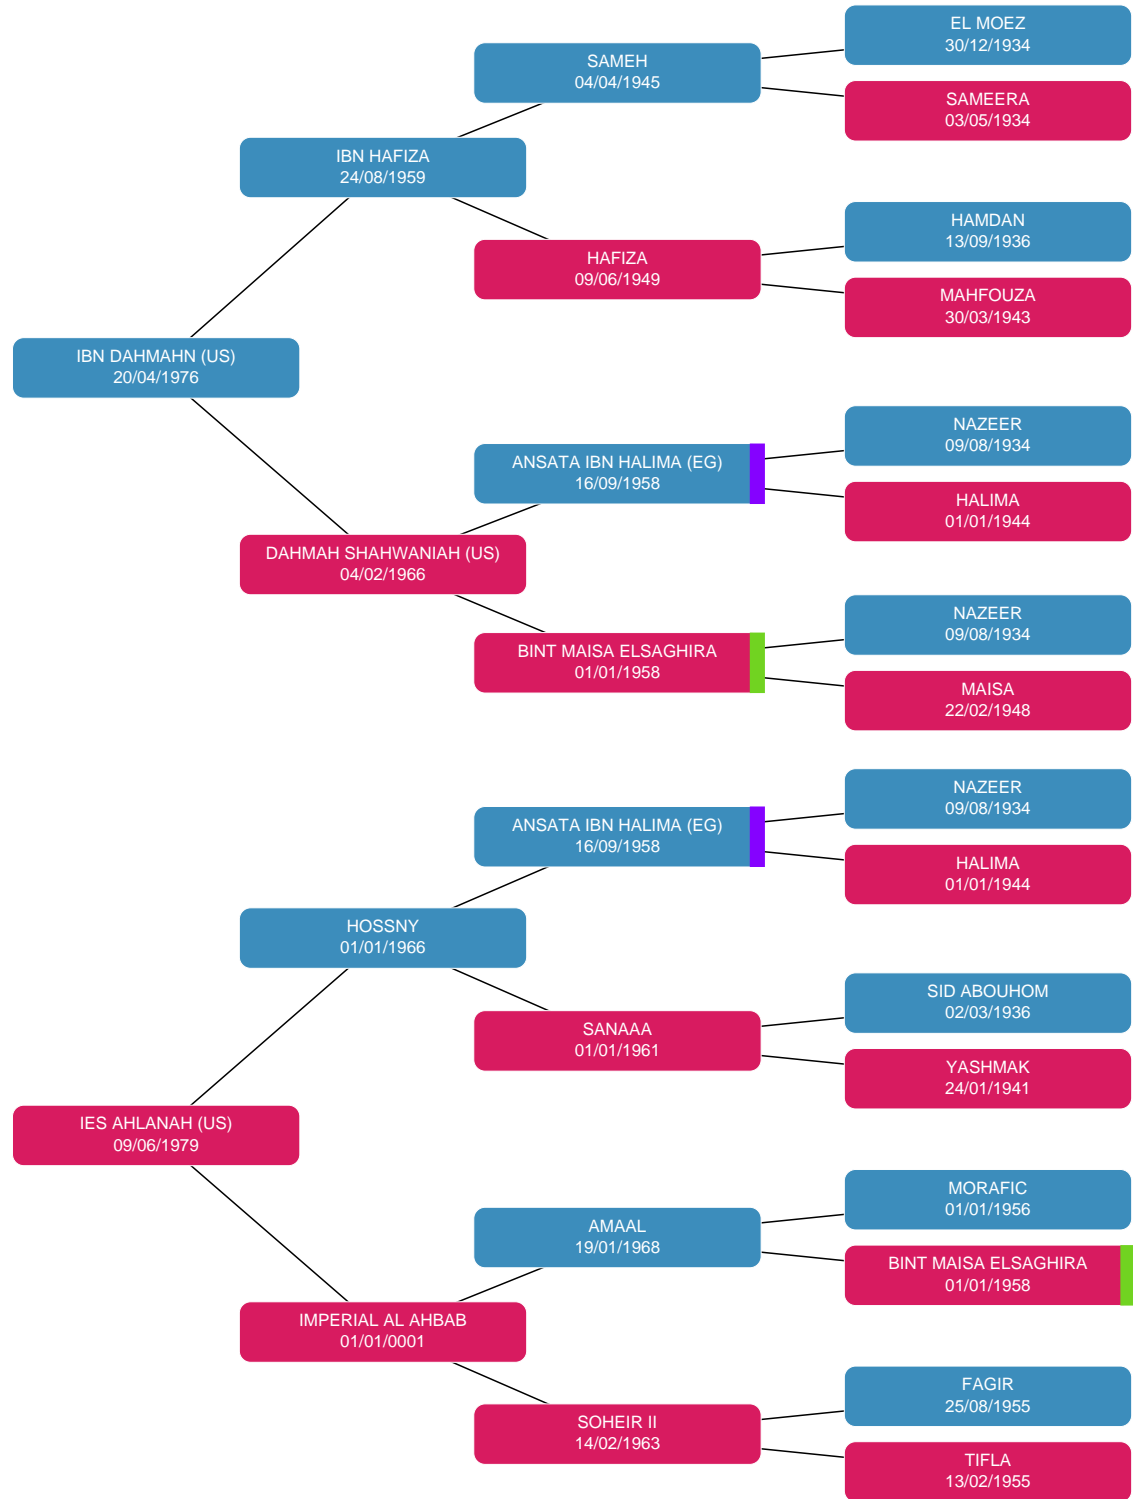 EL MOEZ
30/12/1934
SAMEH
04/04/1945
SAMEERA
03/05/1934
IBN HAFIZA
24/08/1959
HAMDAN
13/09/1936
HAFIZA
09/06/1949
MAHFOUZA
30/03/1943
IBN DAHMAHN (US)
20/04/1976
NAZEER
09/08/1934
ANSATA IBN HALIMA (EG)
16/09/1958
HALIMA
01/01/1944
DAHMAH SHAHWANIAH (US)
04/02/1966
NAZEER
09/08/1934
BINT MAISA ELSAGHIRA
01/01/1958
MAISA
22/02/1948
NAZEER
09/08/1934
ANSATA IBN HALIMA (EG)
16/09/1958
HALIMA
01/01/1944
HOSSNY
01/01/1966
SID ABOUHOM
02/03/1936
SANAAA
01/01/1961
YASHMAK
24/01/1941
IES AHLANAH (US)
09/06/1979
MORAFIC
01/01/1956
AMAAL
19/01/1968
BINT MAISA ELSAGHIRA
01/01/1958
IMPERIAL AL AHBAB
01/01/0001
FAGIR
25/08/1955
SOHEIR II
14/02/1963
TIFLA
13/02/1955